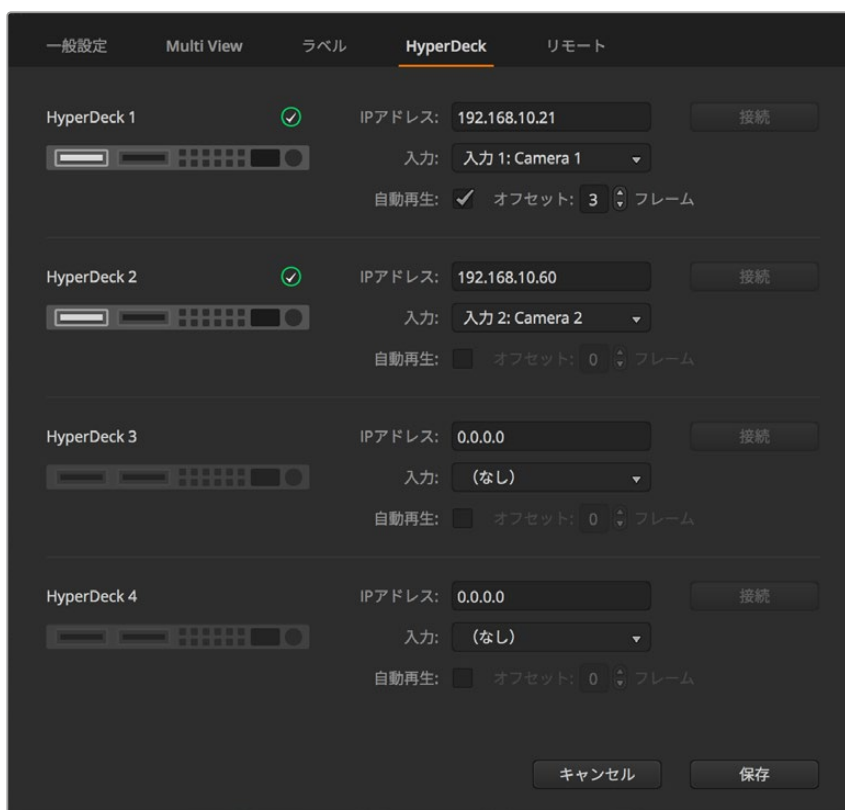 一般設定 Multi View ラベル HyperDeck リモート
HyperDeck 1 IPアドレス: 192.168.10.21 接続
入力: 入力 1: Camera 1
自動再生: オフセット: 3 フレーム
HyperDeck 2 IPアドレス: 192.168.10.60 接続
入力: 入力 2: Camera 2
自動再生: オフセット: 0 フレーム
HyperDeck 3 IPアドレス: 0.0.0.0 接続
入力: (なし)
自動再生: オフセット: 0 フレーム
HyperDeck 4 IPアドレス: 0.0.0.0 接続
入力: (なし)
自動再生: オフセット: 0 フレーム
キャンセル 保存